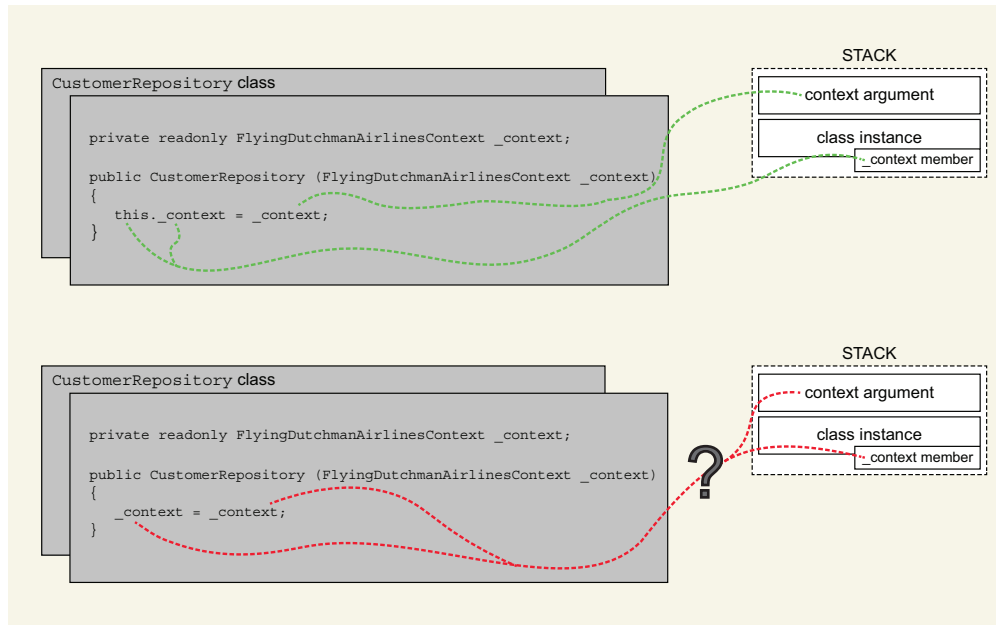 STACK
CustomerRepository class
context argument
private readonly FlyingDutchmanAirlinesContext _context;
class instance
_context member
public CustomerRepository (FlyingDutchmanAirlinesContext _context)
{
this._context = _context;
}
STACK
CustomerRepository class
context argument
private readonly FlyingDutchmanAirlinesContext _context;
class instance
_context member
public CustomerRepository (FlyingDutchmanAirlinesContext _context)
?
{
_context = _context;
}